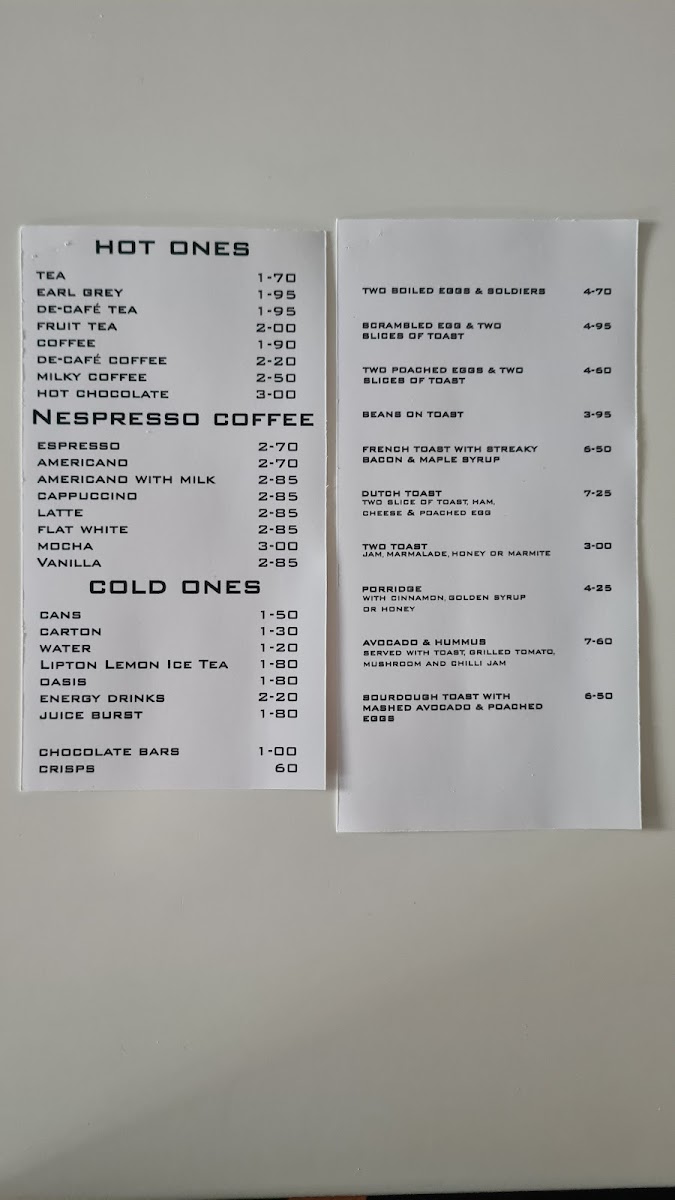 HOT ONES
TEA 1-70
EARL GREY 1-95
DE-CAFÉ TEA 1-95
FRUIT TEA 2-00
COFFEE 1-90
DE-CAFÉ COFFEE 2-20
MILKY COFFEE 2-50
HOT CHOCOLATE 3-00
NESPRESSO COFFEE
ESPRESSO 2-70
AMERICANO 2-70
AMERICANO WITH MILK 2-85
CAPPUCCINO 2-85
LATTE 2-85
FLAT WHITE 2-85
MOCHA 3-00
VANILLA 2-85
COLD ONES
CANS 1-50
CARTON 1-30
WATER 1-20
LIPTON LEMON ICE TEA 1-80
OASIS 1-80
ENERGY DRINKS 2-20
JUICE BURST 1-80
CHOCOLATE BARS 1-00
CRISPS 60
TWO BOILED EGGS & SOLDIERS 4-70
SCRAMBLED EGG & TWO 4-95
SLICES OF TOAST
TWO POACHED EGGS & TWO 4-60
SLICES OF TOAST
BEANS ON TOAST 3-95
FRENCH TOAST WITH STREAKY 6-50
BACON & MAPLE SYRUP
DUTCH TOAST 7-25
TWO SLICE OF TOAST, HAM,
CHEESE & POACHED EGG
TWO TOAST 3-00
JAM, MARMALADE, HONEY OR MARMITE
PORRIDGE 4-25
WITH CINNAMON, GOLDEN SYRUP
OR HONEY
AVOCADO & HUMMUS 7-60
SERVED WITH TOAST, GRILLED TOMATO,
MUSHROOM AND CHILLI JAM
SOURDOUGH TOAST WITH 6-50
MASHED AVOCADO & POACHED
EGGS